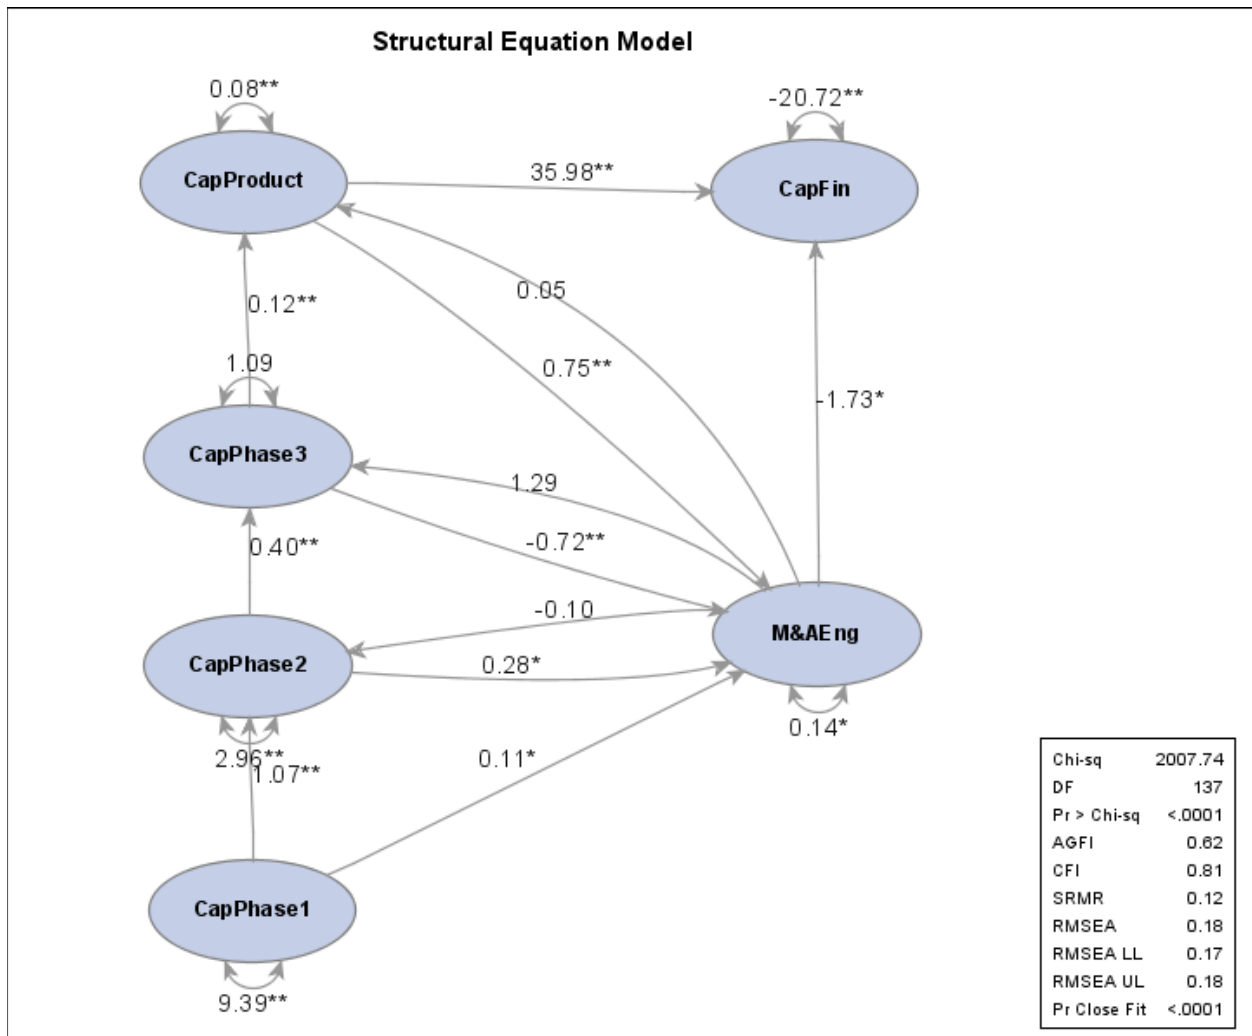 Structural Equation Model
0.08**
-20.72**
CapProduct
35.98**
CapFin
0.05
0.12**
0.75**
1.09
-1.73*
CapPhase3
1.29
-0.72**
0.40**
-0.10
M&AEng
CapPhase2
0.28*
0.14*
2.96**
1.07**
0.11*
CapPhase1
9.39**
Chi-sq 2007.74
DF 137
Pr > Chi-sq <.0001
AGFI 0.62
CFI 0.81
SRMR 0.12
RMSEA 0.18
RMSEA LL 0.17
RMSEA UL 0.18
Pr Close Fit <.0001